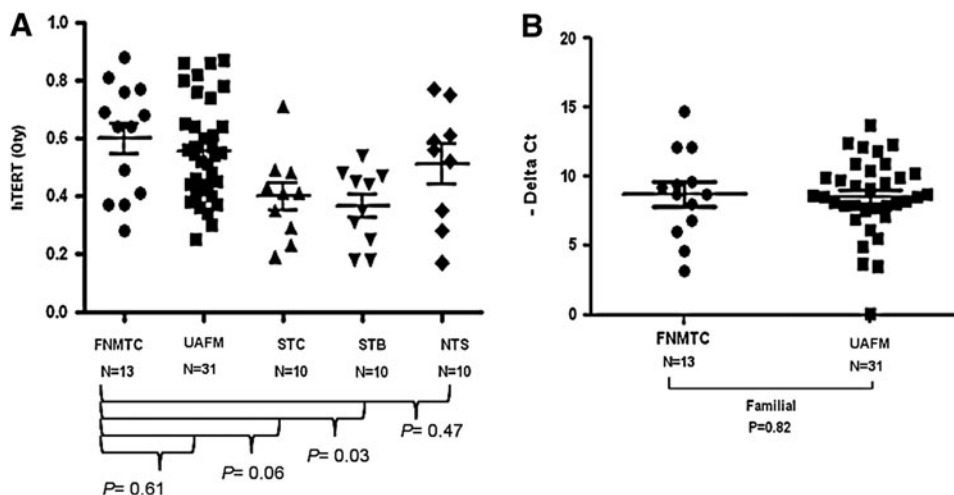 A
hTERT (Qty)
1.0
0.8
0.6
0.4
0.2
0.0
FNMTC UAFM STC STB NTS
N=13 N=31 N=10 N=10 N=10
P= 0.47
P= 0.03
P= 0.06
P= 0.61
B
- Delta Ct
20
15
10
5
0
FNMTC UAFM
N=13 N=31
Familial
P=0.82